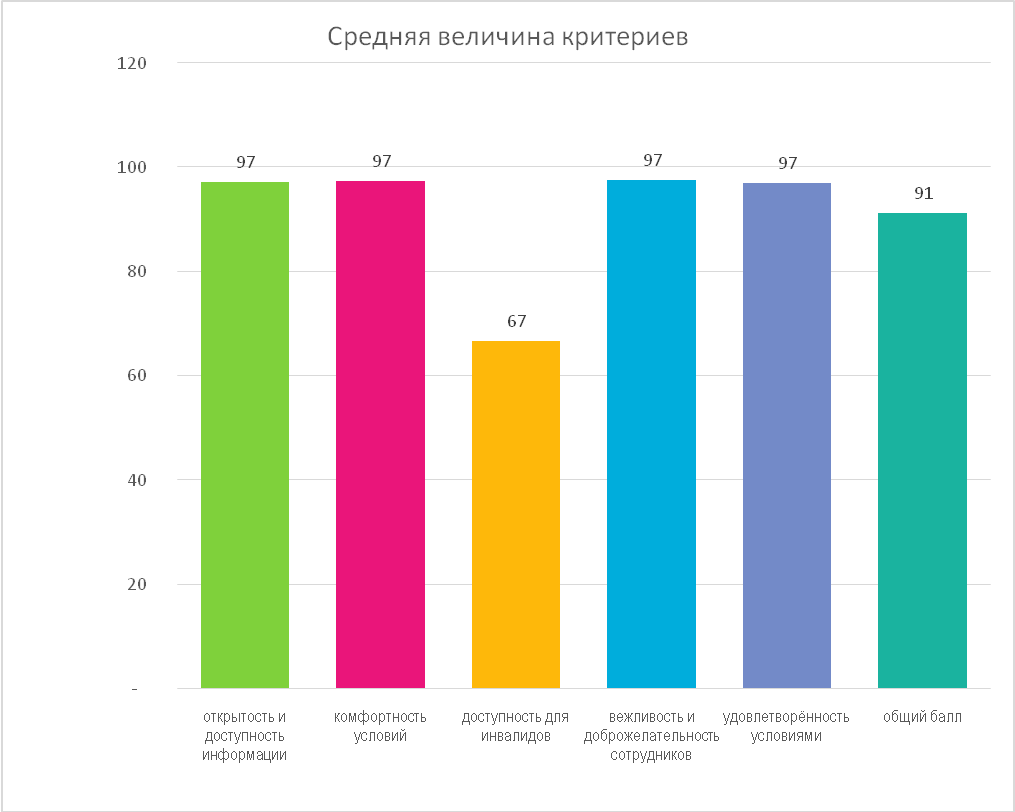 Средняя величина критериев
120
100
80
60
40
20
-
97
97
67
97
97
91
открытость и
доступность
информации
комфортность
условий
доступность для
инвалидов
вежливость и
доброжелательность
сотрудников
удовлетворённость
условиями
общий балл